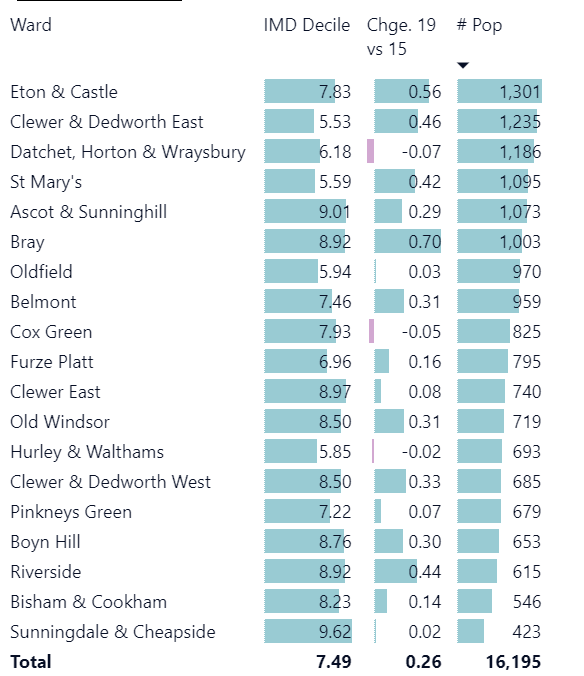 Ward IMD Decile Chge. 19 # Pop
vs 15
Eton & Castle 7.83 0.56 1,301
Clewer & Dedworth East 5.53 0.46 1,235
Datchet, Horton & Wraysbury 6.18 -0.07 1,186
St Mary's 5.59 0.42 1,095
Ascot & Sunninghill 9.01 0.29 1,073
Bray 8.92 0.70 1,003
Oldfield 5.94 0.03 970
Belmont 7.46 0.31 959
Cox Green 7.93 -0.05 825
Furze Platt 6.96 0.16 795
Clewer East 8.97 0.08 740
Old Windsor 8.50 0.31 719
Hurley & Walthams 5.85 -0.02 693
Clewer & Dedworth West 8.50 0.33 685
Pinkneys Green 7.22 0.07 679
Boyn Hill 8.76 0.30 653
Riverside 8.92 0.44 615
Bisham & Cookham 8.23 0.14 546
Sunningdale & Cheapside 9.62 0.02 423
Total 7.49 0.26 16,195